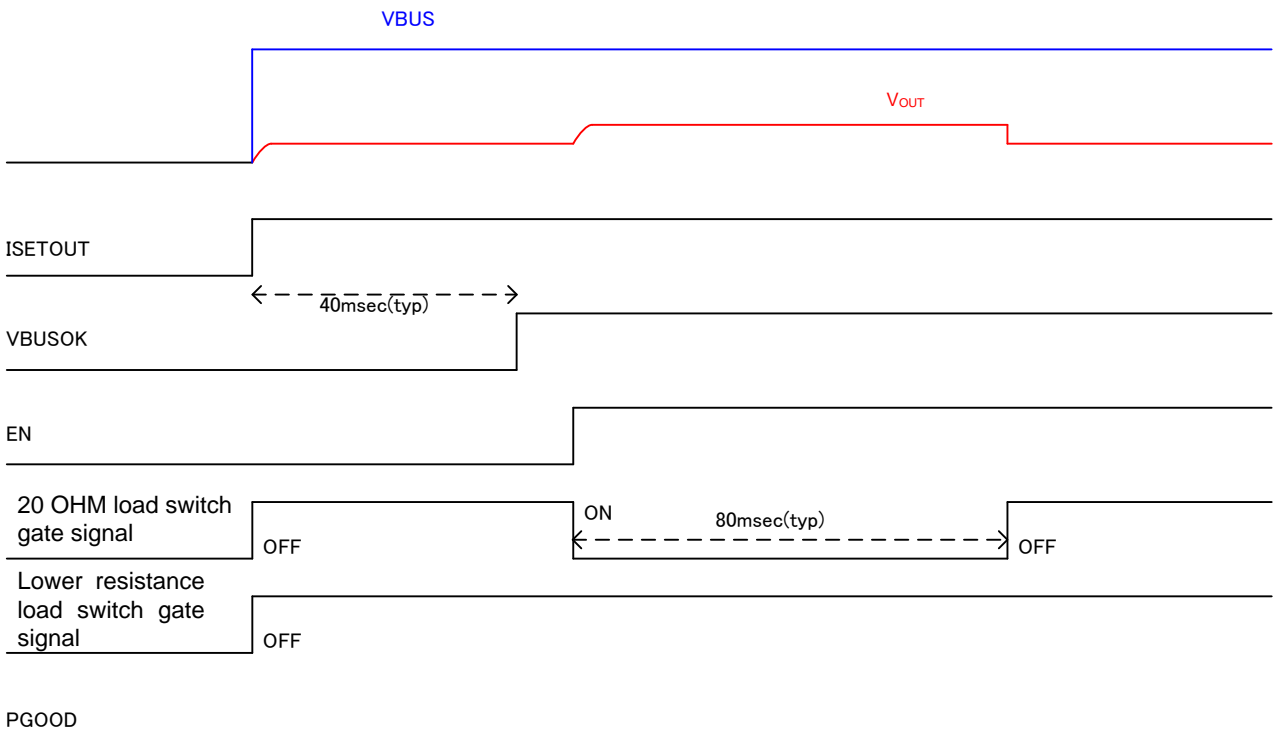 VBUS
VOUT
ISETOUT
40msec(typ)
VBUSOK
EN
20 OHM load switch
gate signal
OFF
ON
80msec(typ)
OFF
Lower resistance
load switch gate
signal
OFF
PGOOD